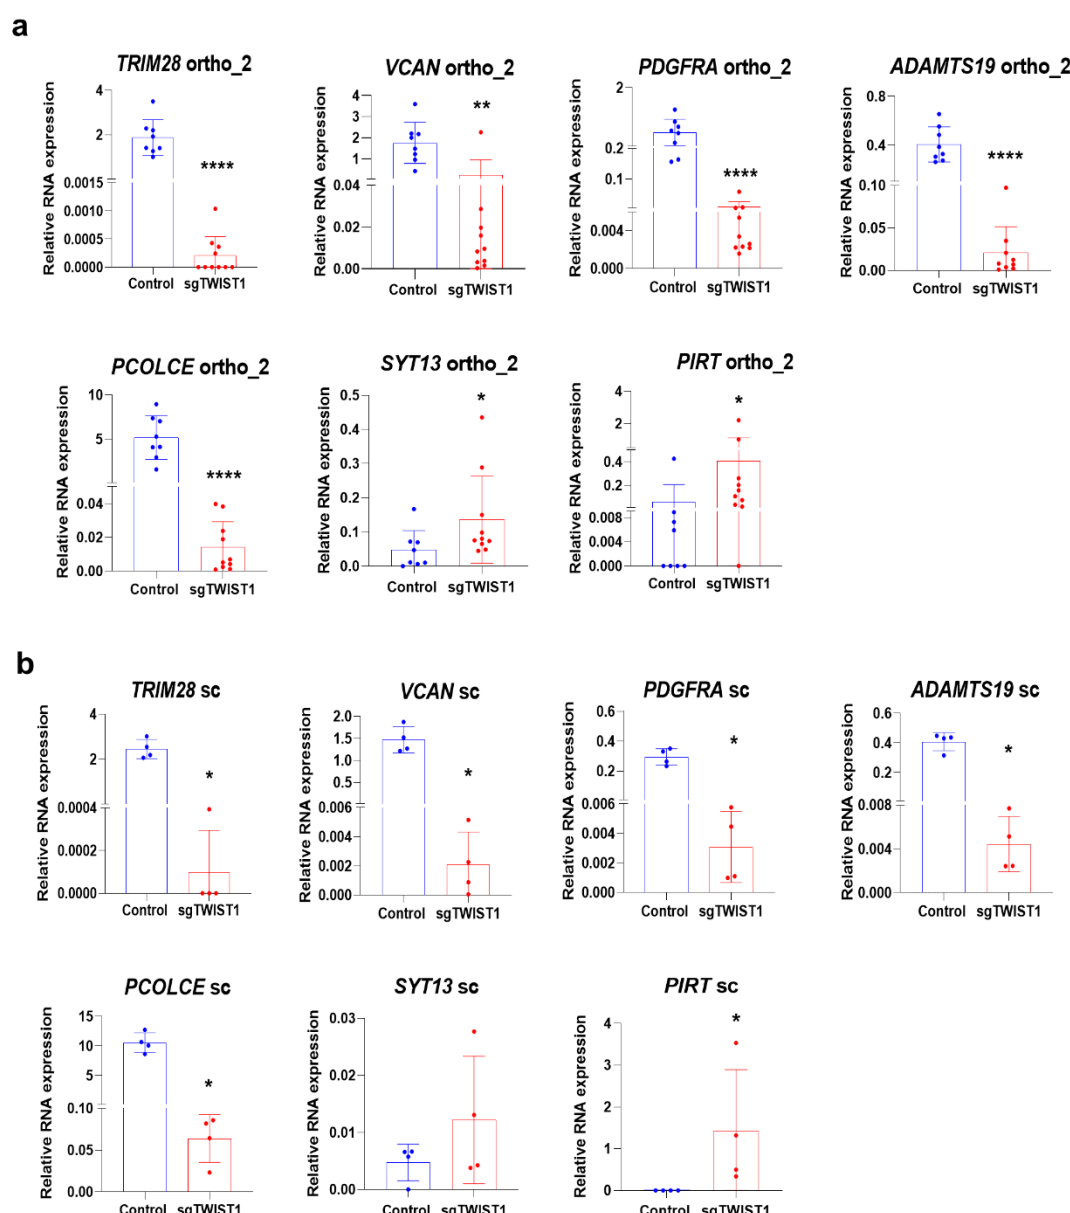 a
TRIM28 ortho_2
VCAN ortho_2
PDGFRA ortho_2
ADAMTS19 ortho_2
Relative RNA expression
4
2
0.0015
0.0010
0.0005
0.0000
****
Control sgTWIST1
Relative RNA expression
4
3
2
1
0.04
0.02
0.00
**
Control sgTWIST1
Relative RNA expression
2
0.2
0.1
0.004
0.000
****
Control sgTWIST1
Relative RNA expression
0.8
0.4
0.10
0.05
0.00
****
Control sgTWIST1
PCOLCE ortho_2
SYT13 ortho_2
PIRT ortho_2
Relative RNA expression
10
5
0.04
0.02
0.00
****
Control sgTWIST1
Relative RNA expression
0.5
0.4
0.3
0.2
0.1
0.0
*
Control sgTWIST1
Relative RNA expression
4
2
0.4
0.2
0.008
0.004
0.000
*
Control sgTWIST1
b
TRIM28 sc
VCAN sc
PDGFRA sc
ADAMTS19 sc
Relative RNA expression
4
2
0.0004
0.0002
0.0000
*
Control sgTWIST1
Relative RNA expression
2.0
1.5
1.0
0.5
0.006
0.004
0.002
0.000
*
Control sgTWIST1
Relative RNA expression
0.6
0.4
0.2
0.006
0.004
0.002
0.000
*
Control sgTWIST1
Relative RNA expression
0.6
0.4
0.2
0.008
0.004
0.000
*
Control sgTWIST1
PCOLCE sc
SYT13 sc
PIRT sc
Relative RNA expression
15
10
5
0.10
0.05
0.00
*
Control sgTWIST1
Relative RNA expression
0.03
0.02
0.01
0.00
Control sgTWIST1
Relative RNA expression
4
3
2
1
0
*
Control sgTWIST1